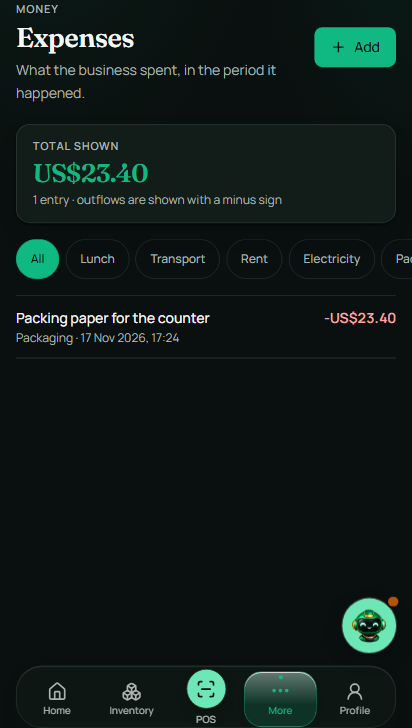 MONEY
Expenses
Add
What the business spent, in the period it
happened.
TOTAL SHOWN
US$23.40
1 entry · outflows are shown with a minus sign
All
Lunch
Transport
Rent
Electricity
Packing paper for the counter
-US$23.40
Packaging · 17 Nov 2026, 17:24
Home
Inventory
POS
More
Profile